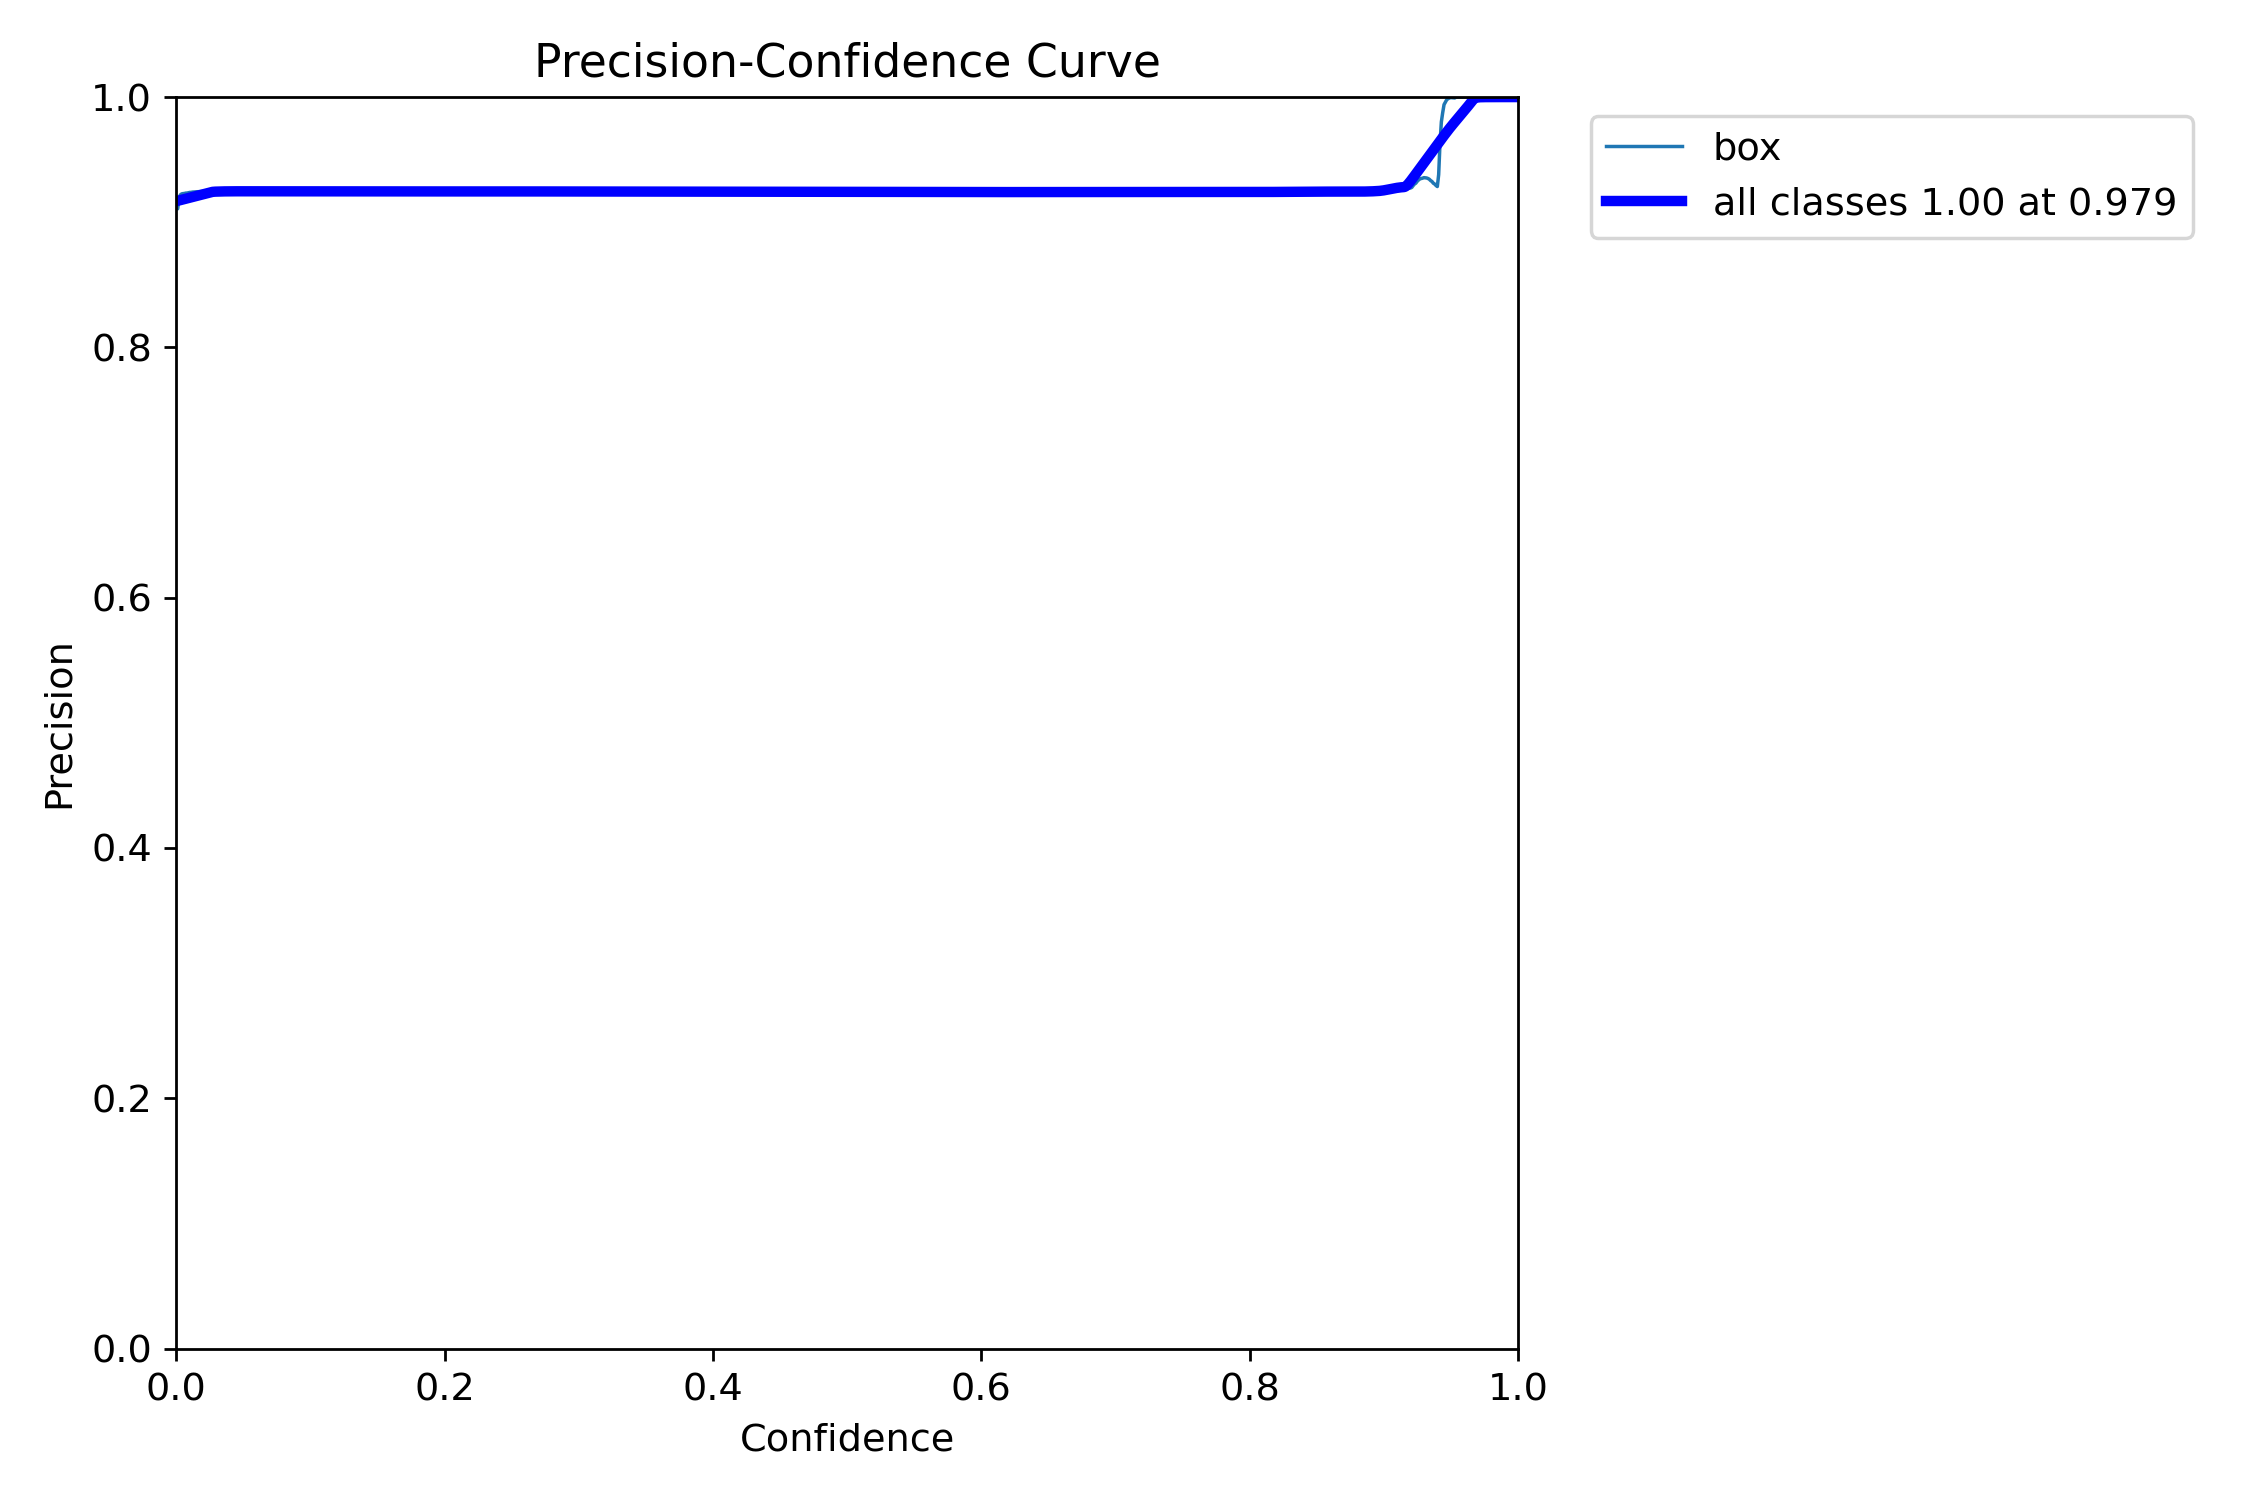 Precision-Confidence Curve
1.0
0.8
0.6
0.4
0.2
0.0
Precision
0.0 0.2 0.4 0.6 0.8 1.0
Confidence
box
all classes 1.00 at 0.979